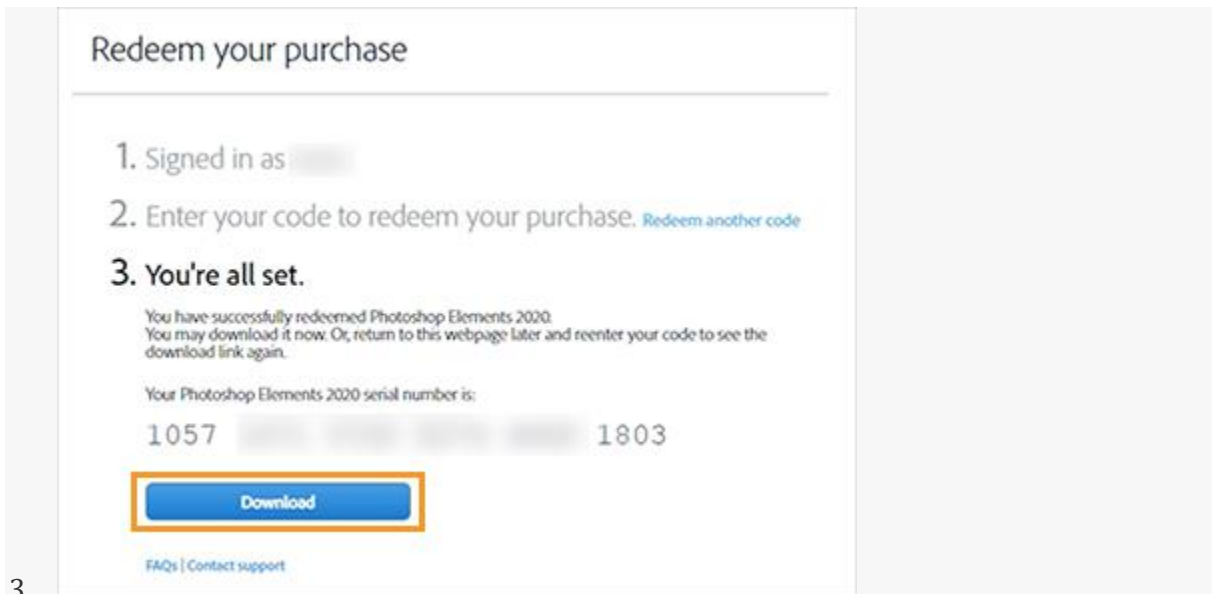 Redeem your purchase
1. Signed in as
2. Enter your code to redeem your purchase. Redeem another code
3. You're all set.
You have successfully redeemed Photoshop Elements 2020.
You may download it now. Or, return to this webpage later and reenter your code to see the
download link again.
Your Photoshop Elements 2020 serial number is:
1057 1803
Download
FAQs | Contact support
3